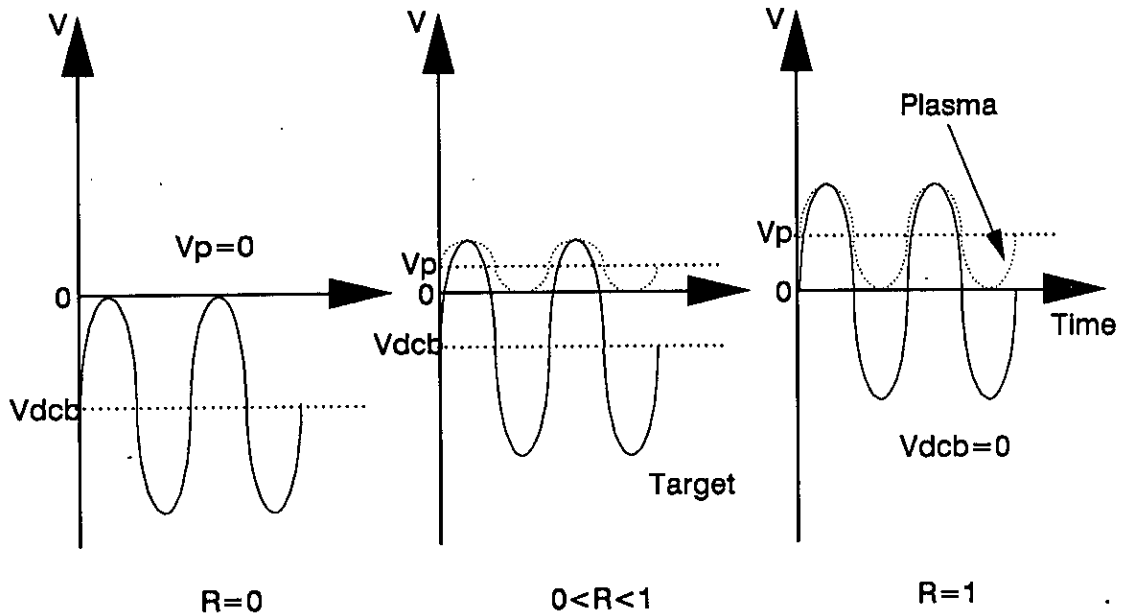 V
Vp=0
0
Vdcb
R=0
V
Vp
0
Vdcb
Target
0<R<1
V
Plasma
Vp
0
Time
Vdcb=0
R=1